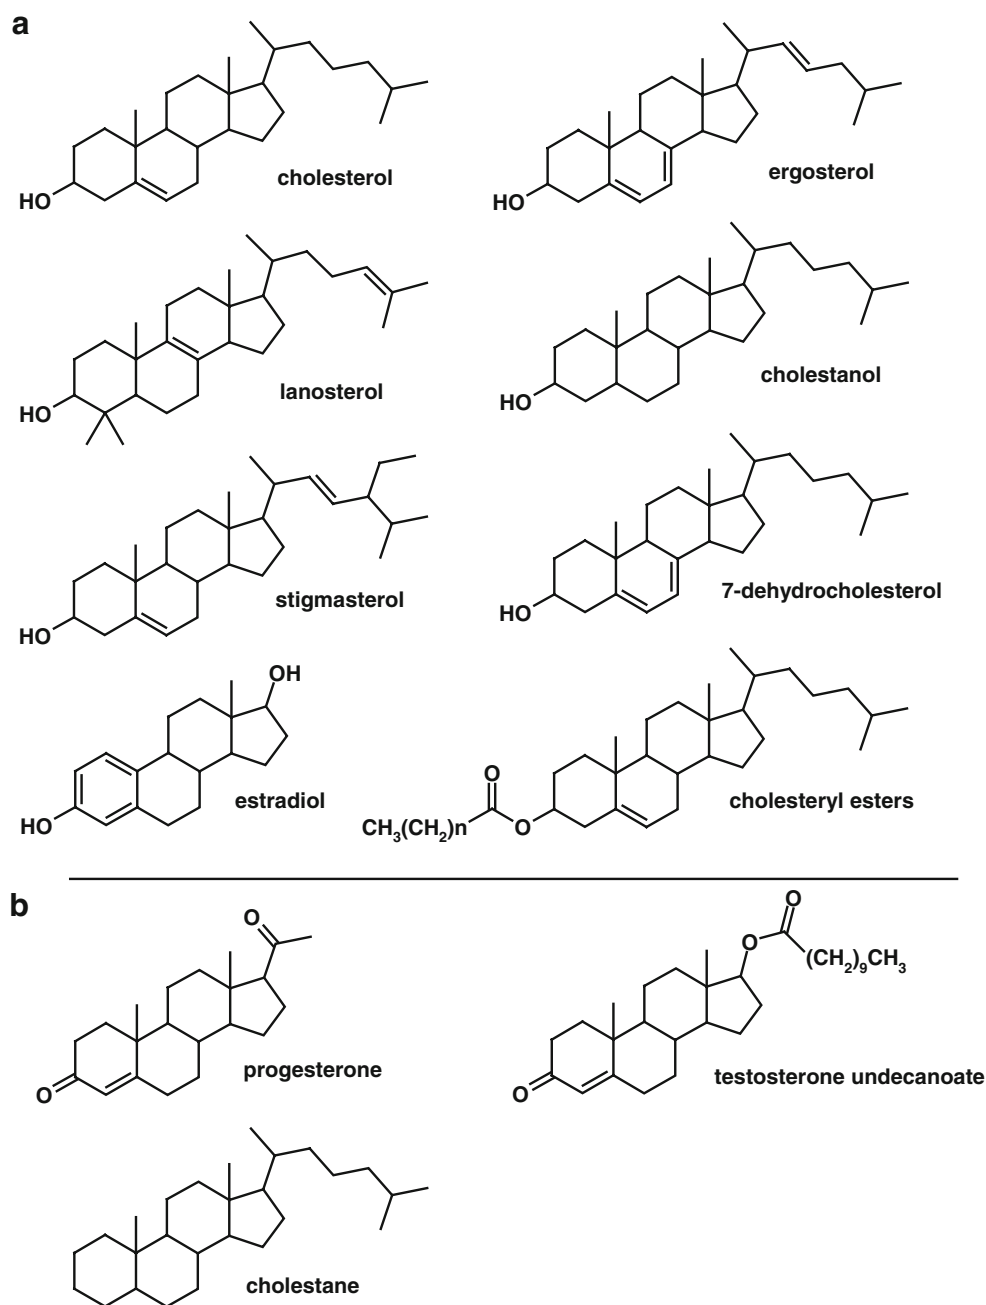 a
cholesterol
HO
ergosterol
HO
lanosterol
HO
cholestanol
HO
stigmasterol
HO
7-dehydrocholesterol
HO
OH
estradiol
HO
O
cholesteryl esters
CH₃(CH₂)n
O
b
O
progesterone
O
O
O
(CH₂)₉CH₃
testosterone undecanoate
O
cholestane